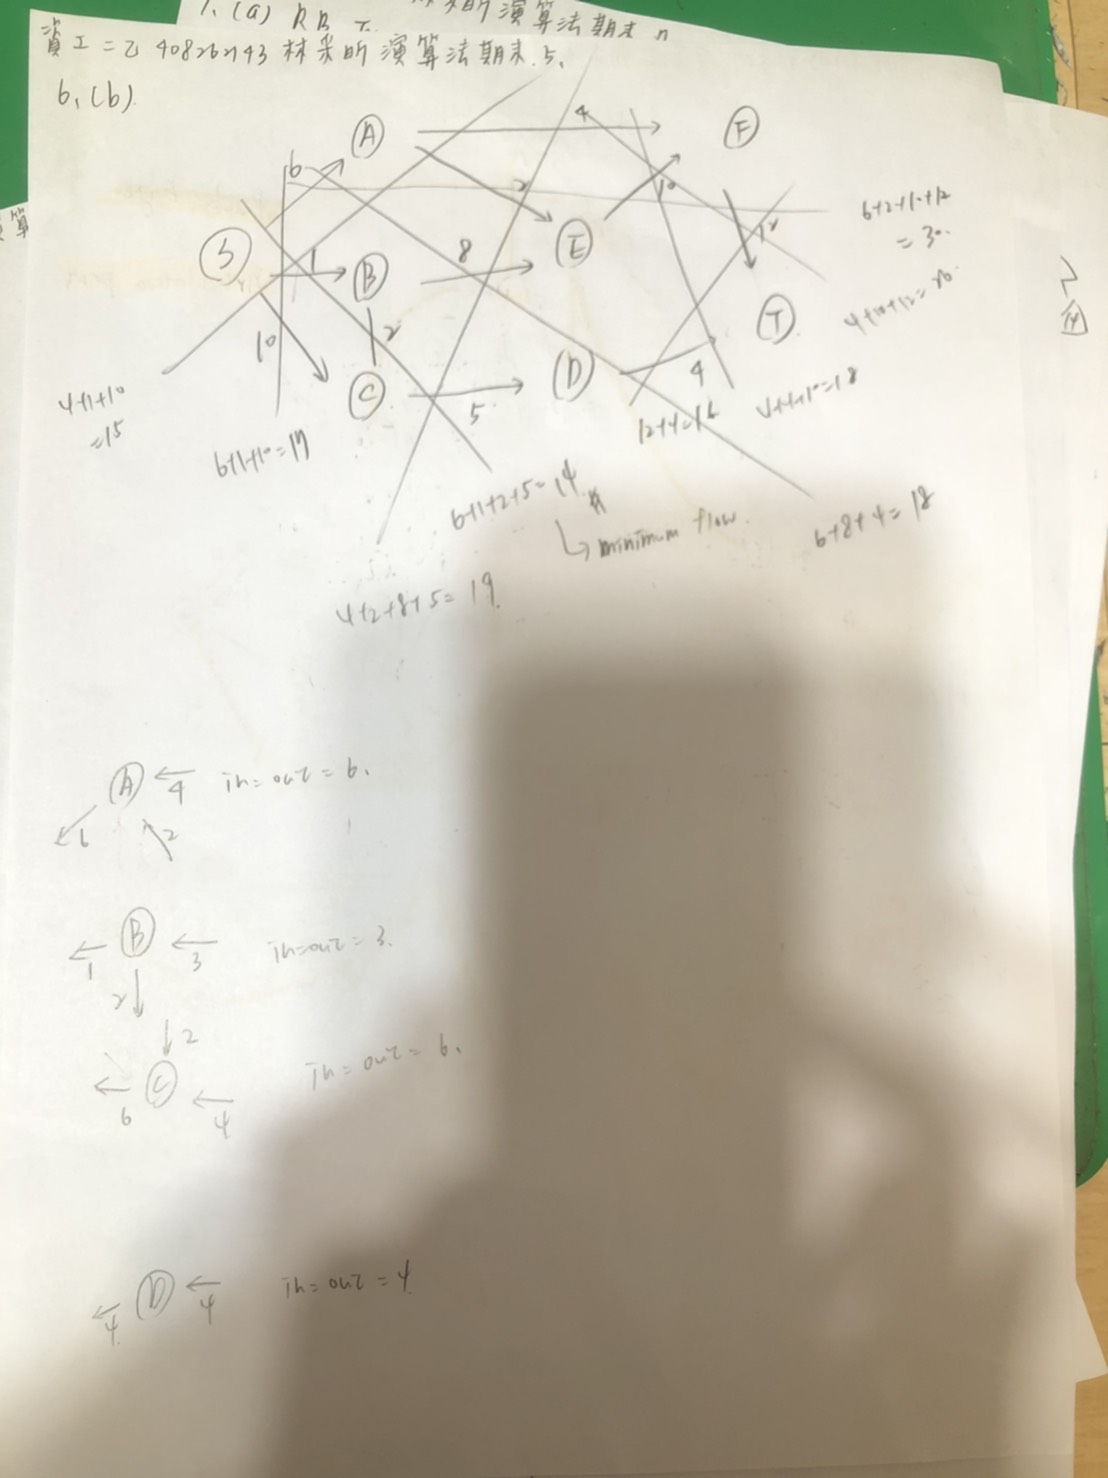 1. (a) RB
演算法期末
資工二乙 408262143 林采昀 演算法期末 5.
6. (b).
A
4
F
6
2
10
S
1
B
8
E
12
6+2+10+12
= 30.
2
T
4+10+12=26.
10
C
5
D
4
4+1+10
=15
12+4=16
4+4+10=18
6+1+10=17
6+1+2+5=14
↳ minimum flow.
6+8+4=18
4+2+8+5=19.
A ← 4 in=out=6.
6
2
B
1
3
in=out=3.
2
2
C
6
4
in=out=6.
D
4
4
in=out=4